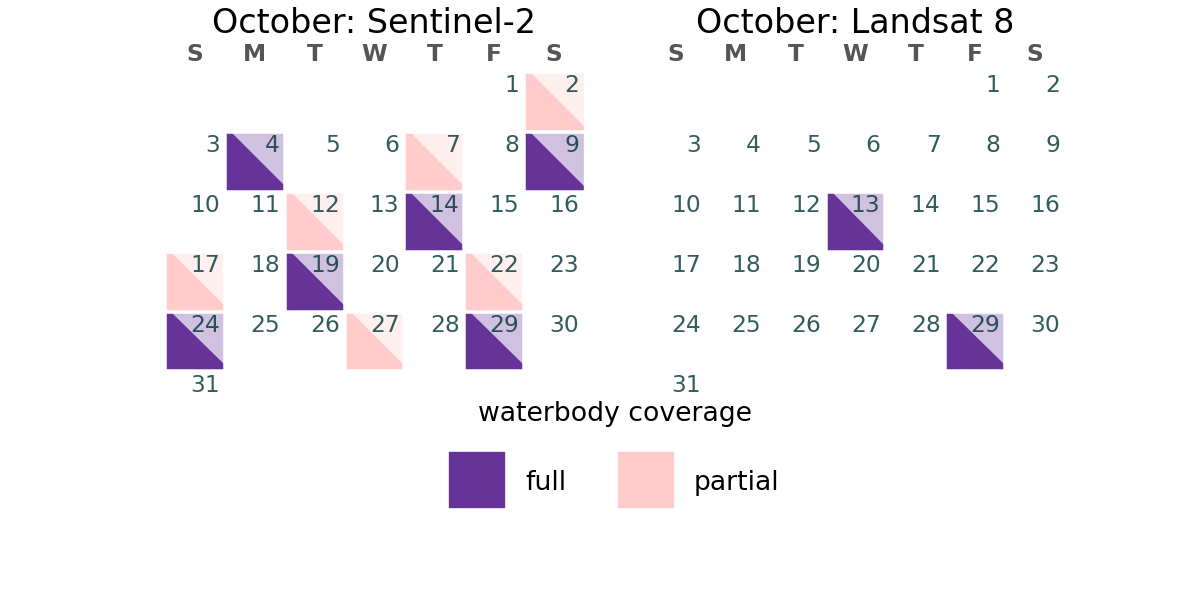 October: Sentinel-2
S M T W T F S
1 2
3 4 5 6 7 8 9
10 11 12 13 14 15 16
17 18 19 20 21 22 23
24 25 26 27 28 29 30
31
October: Landsat 8
S M T W T F S
1 2
3 4 5 6 7 8 9
10 11 12 13 14 15 16
17 18 19 20 21 22 23
24 25 26 27 28 29 30
31
waterbody coverage
full partial